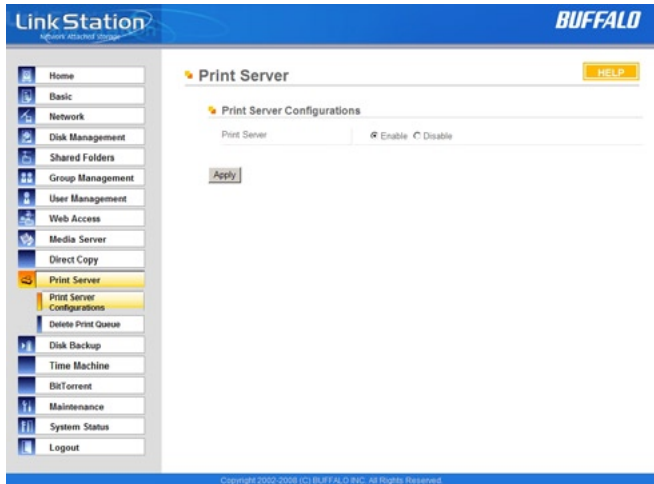 LinkStation
Network Attached Storage
BUFFALO
Home
Basic
Network
Disk Management
Shared Folders
Group Management
User Management
Web Access
Media Server
Direct Copy
Print Server
Print Server
Configurations
Delete Print Queue
Disk Backup
Time Machine
BitTorrent
Maintenance
System Status
Logout
Print Server
HELP
Print Server Configurations
Print Server Enable Disable
Apply
Copyright 2002-2008 (C) BUFFALO INC. All Rights Reserved.